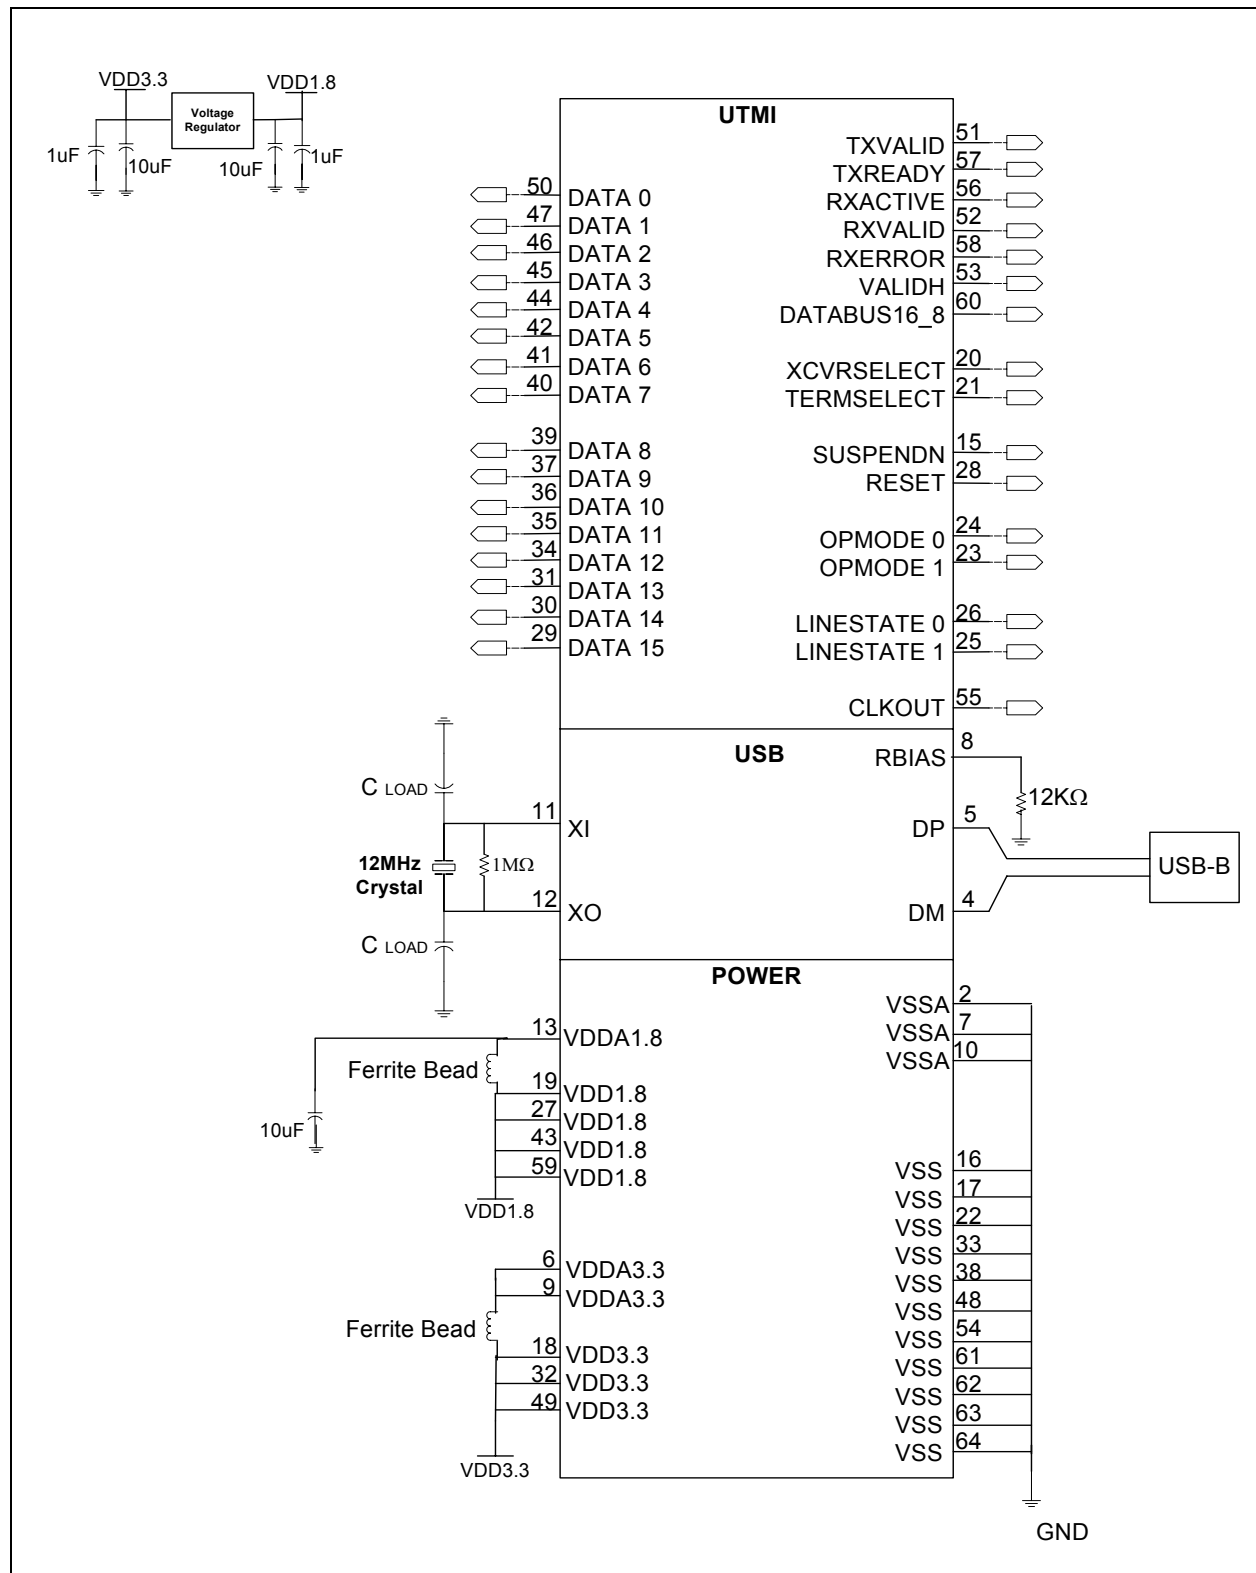 VDD3.3
VDD1.8
Voltage
Regulator
1uF
10uF
10uF
1uF
UTMI
50 DATA 0
47 DATA 1
46 DATA 2
45 DATA 3
44 DATA 4
42 DATA 5
41 DATA 6
40 DATA 7
39 DATA 8
37 DATA 9
36 DATA 10
35 DATA 11
34 DATA 12
31 DATA 13
30 DATA 14
29 DATA 15
TXVALID 51
TXREADY 57
RXACTIVE 56
RXVALID 52
RXERROR 58
VALIDH 53
DATABUS16_8 60
XCVRSELECT 20
TERMSELECT 21
SUSPENDN 15
RESET 28
OPMODE 0 24
OPMODE 1 23
LINESTATE 0 26
LINESTATE 1 25
CLKOUT 55
USB
C LOAD
11 XI
12MHz
Crystal
1MΩ
12 XO
C LOAD
RBIAS 8
12KΩ
DP 5
USB-B
DM 4
POWER
13 VDDA1.8
Ferrite Bead
10uF
19 VDD1.8
27 VDD1.8
43 VDD1.8
59 VDD1.8
VDD1.8
6 VDDA3.3
9 VDDA3.3
Ferrite Bead
18 VDD3.3
32 VDD3.3
49 VDD3.3
VDD3.3
VSSA 2
VSSA 7
VSSA 10
VSS 16
VSS 17
VSS 22
VSS 33
VSS 38
VSS 48
VSS 54
VSS 61
VSS 62
VSS 63
VSS 64
GND